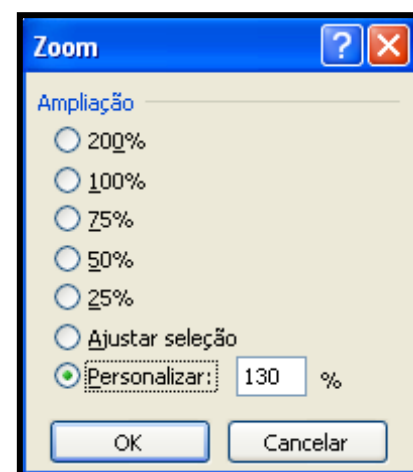 Zoom ?
Ampliação
200%
100%
75%
50%
25%
Ajustar seleção
Personalizar: 130 %
OK Cancelar